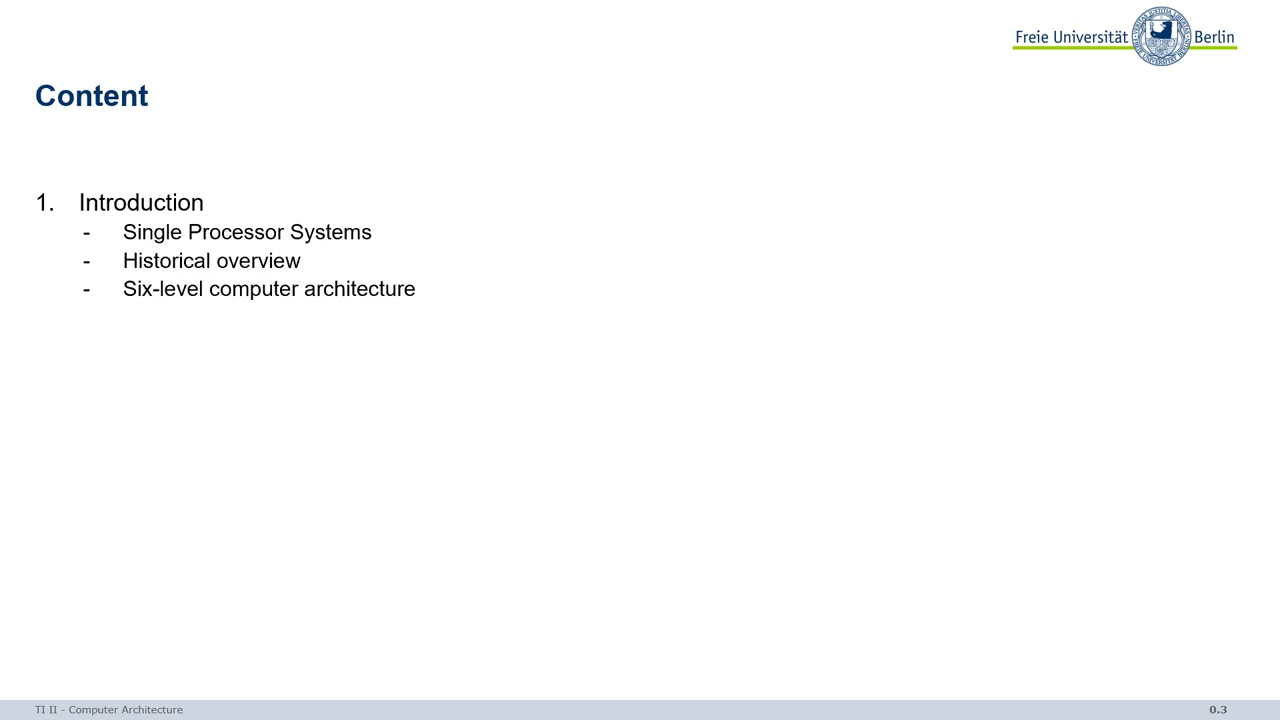 Freie Universität Berlin
Content
1. Introduction
- Single Processor Systems
- Historical overview
- Six-level computer architecture
TI II - Computer Architecture 0.3